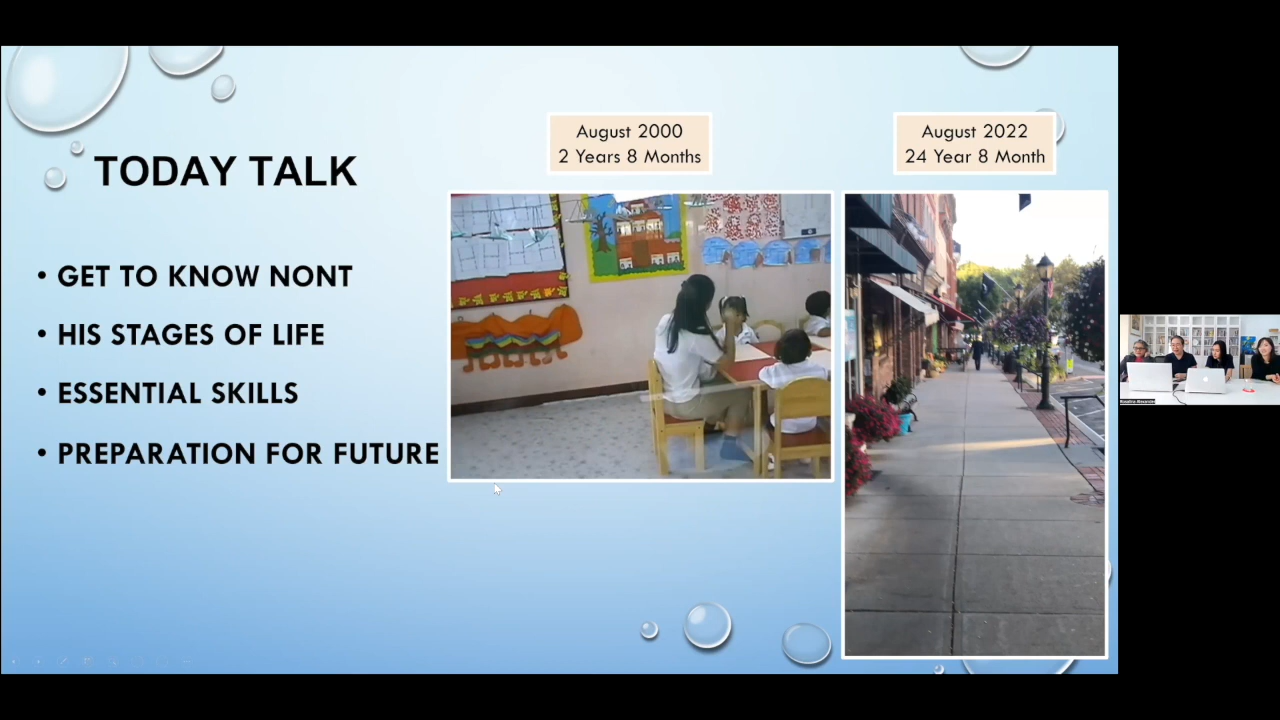 TODAY TALK
• GET TO KNOW NONT
• HIS STAGES OF LIFE
• ESSENTIAL SKILLS
• PREPARATION FOR FUTURE
August 2000
2 Years 8 Months
August 2022
24 Year 8 Month